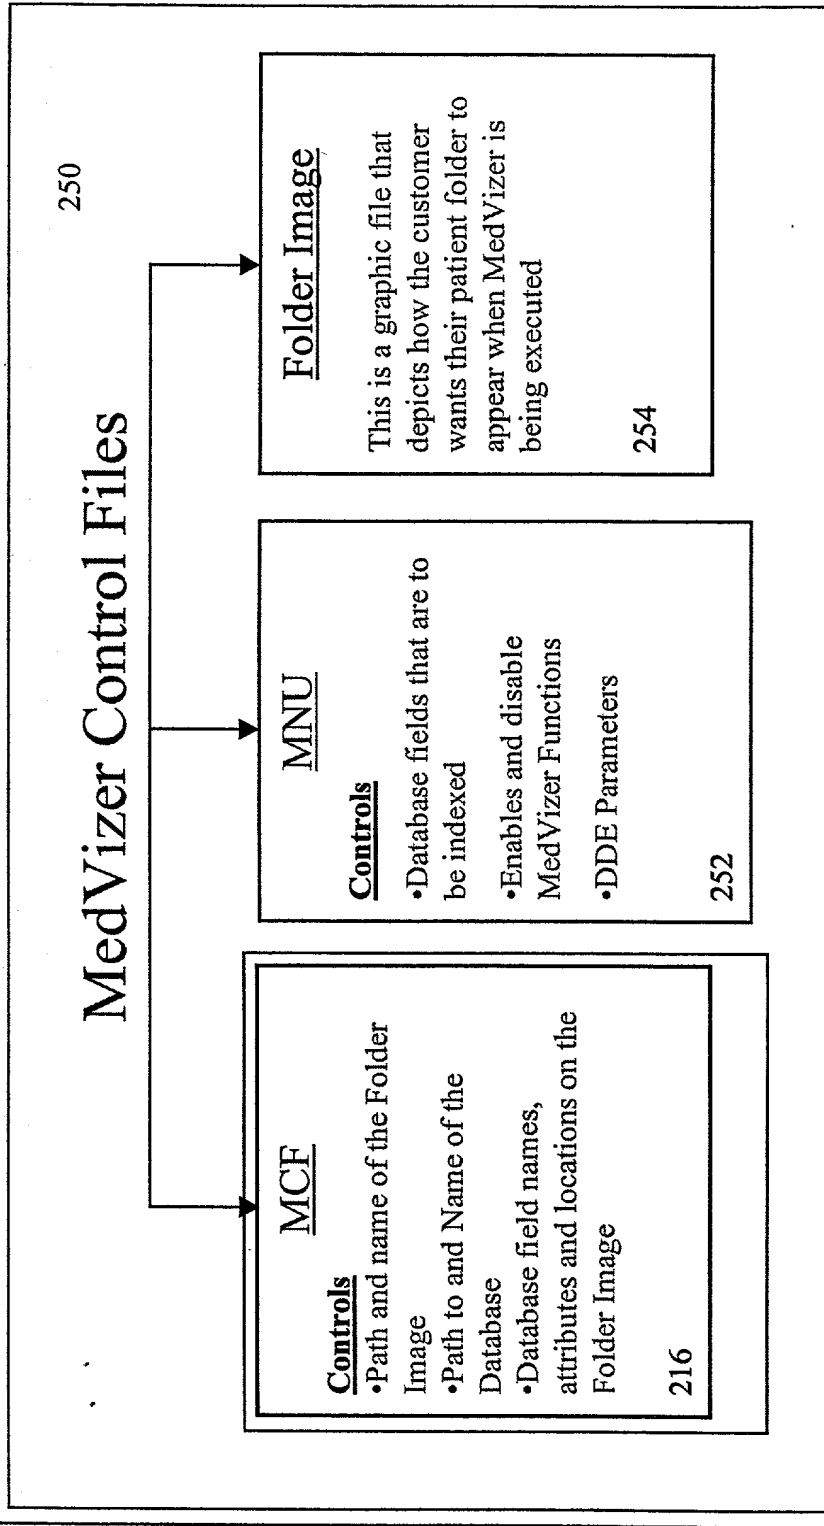 250
MedVizer Control Files
MCF
Controls
•Path and name of the Folder
Image
•Path to and Name of the
Database
•Database field names,
attributes and locations on the
Folder Image
216
MNU
Controls
•Database fields that are to
be indexed
•Enables and disable
MedVizer Functions
•DDE Parameters
252
Folder Image
This is a graphic file that
depicts how the customer
wants their patient folder to
appear when MedVizer is
being executed
254